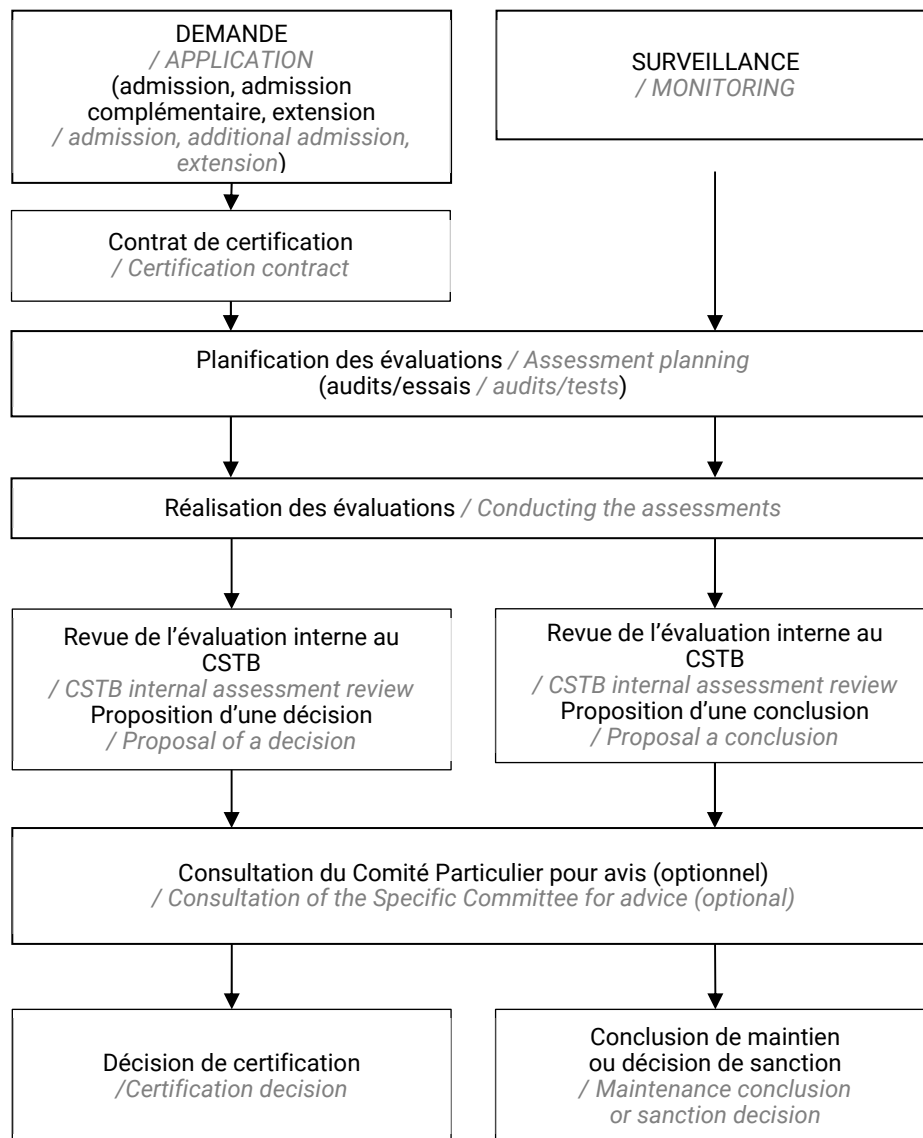 DEMANDE
/ APPLICATION
(admission, admission
complémentaire, extension
/ admission, additional admission,
extension)
SURVEILLANCE
/ MONITORING
Contrat de certification
/ Certification contract
Planification des évaluations / Assessment planning
(audits/essais / audits/tests)
Réalisation des évaluations / Conducting the assessments
Revue de l’évaluation interne au
CSTB
/ CSTB internal assessment review
Proposition d’une décision
/ Proposal of a decision
Revue de l’évaluation interne au
CSTB
/ CSTB internal assessment review
Proposition d’une conclusion
/ Proposal a conclusion
Consultation du Comité Particulier pour avis (optionnel)
/ Consultation of the Specific Committee for advice (optional)
Décision de certification
/Certification decision
Conclusion de maintien
ou décision de sanction
/ Maintenance conclusion
or sanction decision